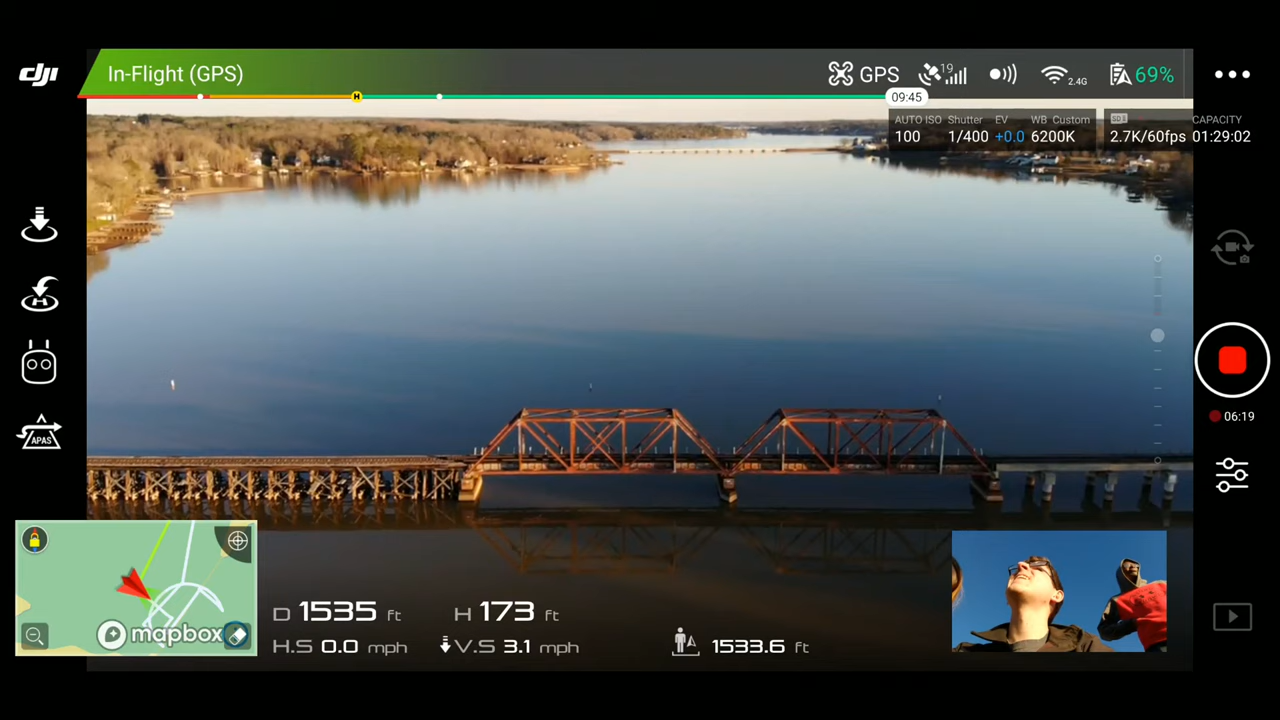 dji
In-Flight (GPS)
GPS
19
2.4G
69%
09:45
AUTO ISO
100
Shutter
1/400
EV
+0.0
WB Custom
6200K
2.7K/60fps
CAPACITY
01:29:02
H
APAS
06:19
mapbox
D 1535 ft
H 173 ft
H.S 0.0 mph
V.S 3.1 mph
1533.6 ft